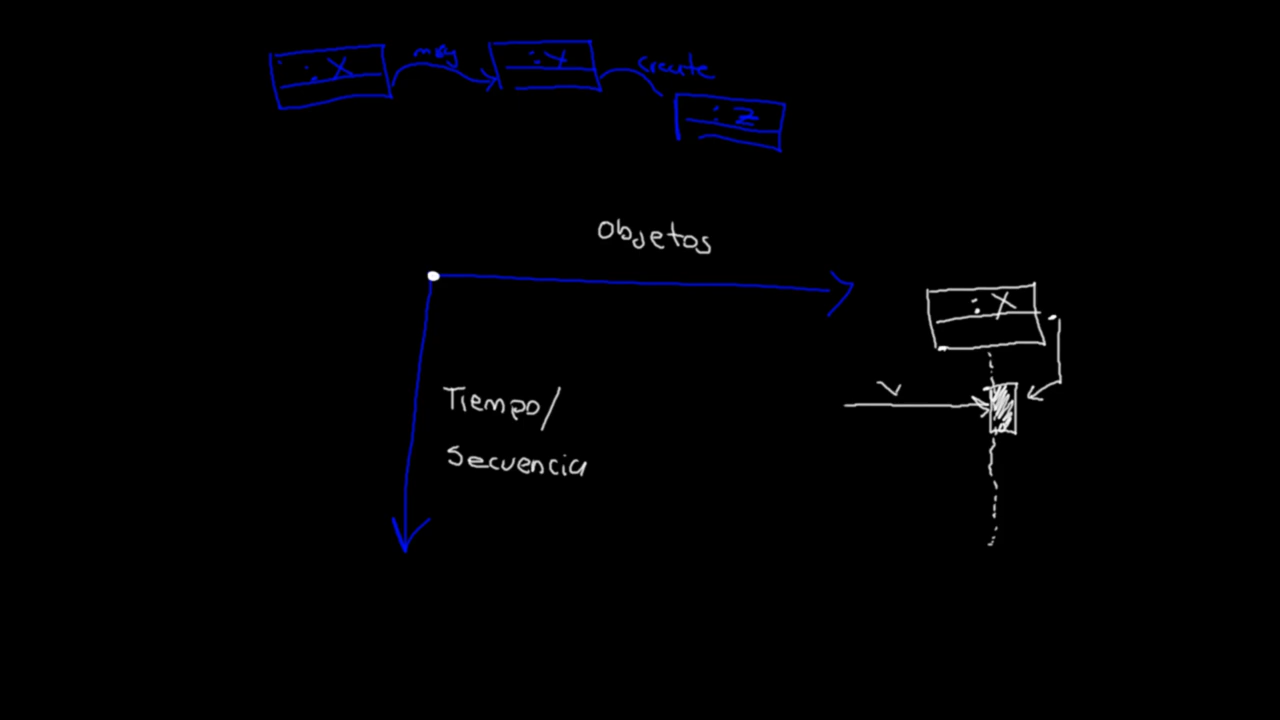 : X
msg
: Y
create
: Z
Objetos
: X
Tiempo/
Secuencia